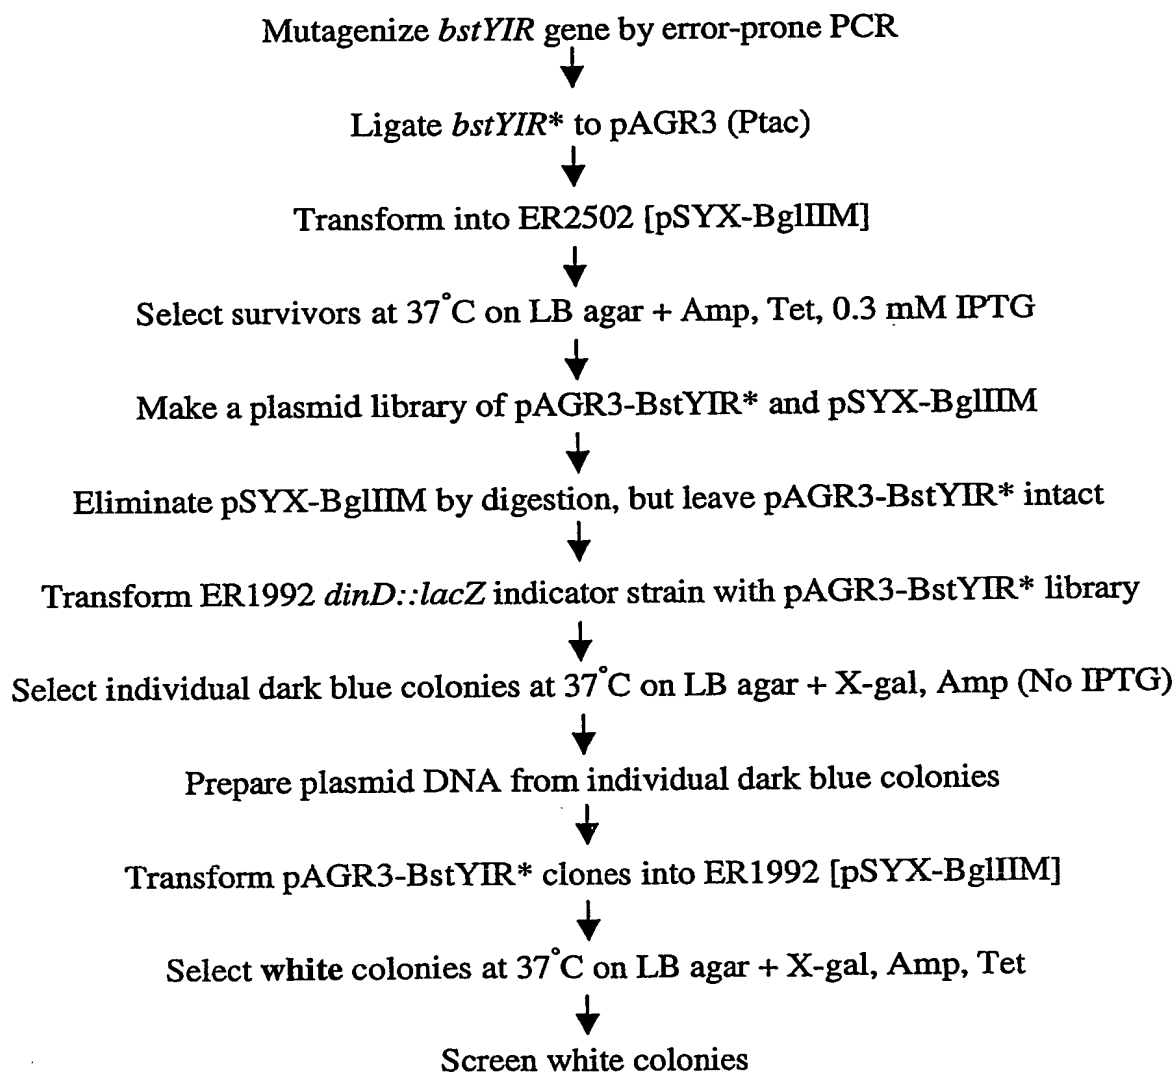 Mutagenize bstYIR gene by error-prone PCR
Ligate bstYIR* to pAGR3 (Ptac)
Transform into ER2502 [pSYX-BglIIM]
Select survivors at 37°C on LB agar + Amp, Tet, 0.3 mM IPTG
Make a plasmid library of pAGR3-BstYIR* and pSYX-BglIIM
Eliminate pSYX-BglIIM by digestion, but leave pAGR3-BstYIR* intact
Transform ER1992 dinD::lacZ indicator strain with pAGR3-BstYIR* library
Select individual dark blue colonies at 37°C on LB agar + X-gal, Amp (No IPTG)
Prepare plasmid DNA from individual dark blue colonies
Transform pAGR3-BstYIR* clones into ER1992 [pSYX-BglIIM]
Select white colonies at 37°C on LB agar + X-gal, Amp, Tet
Screen white colonies